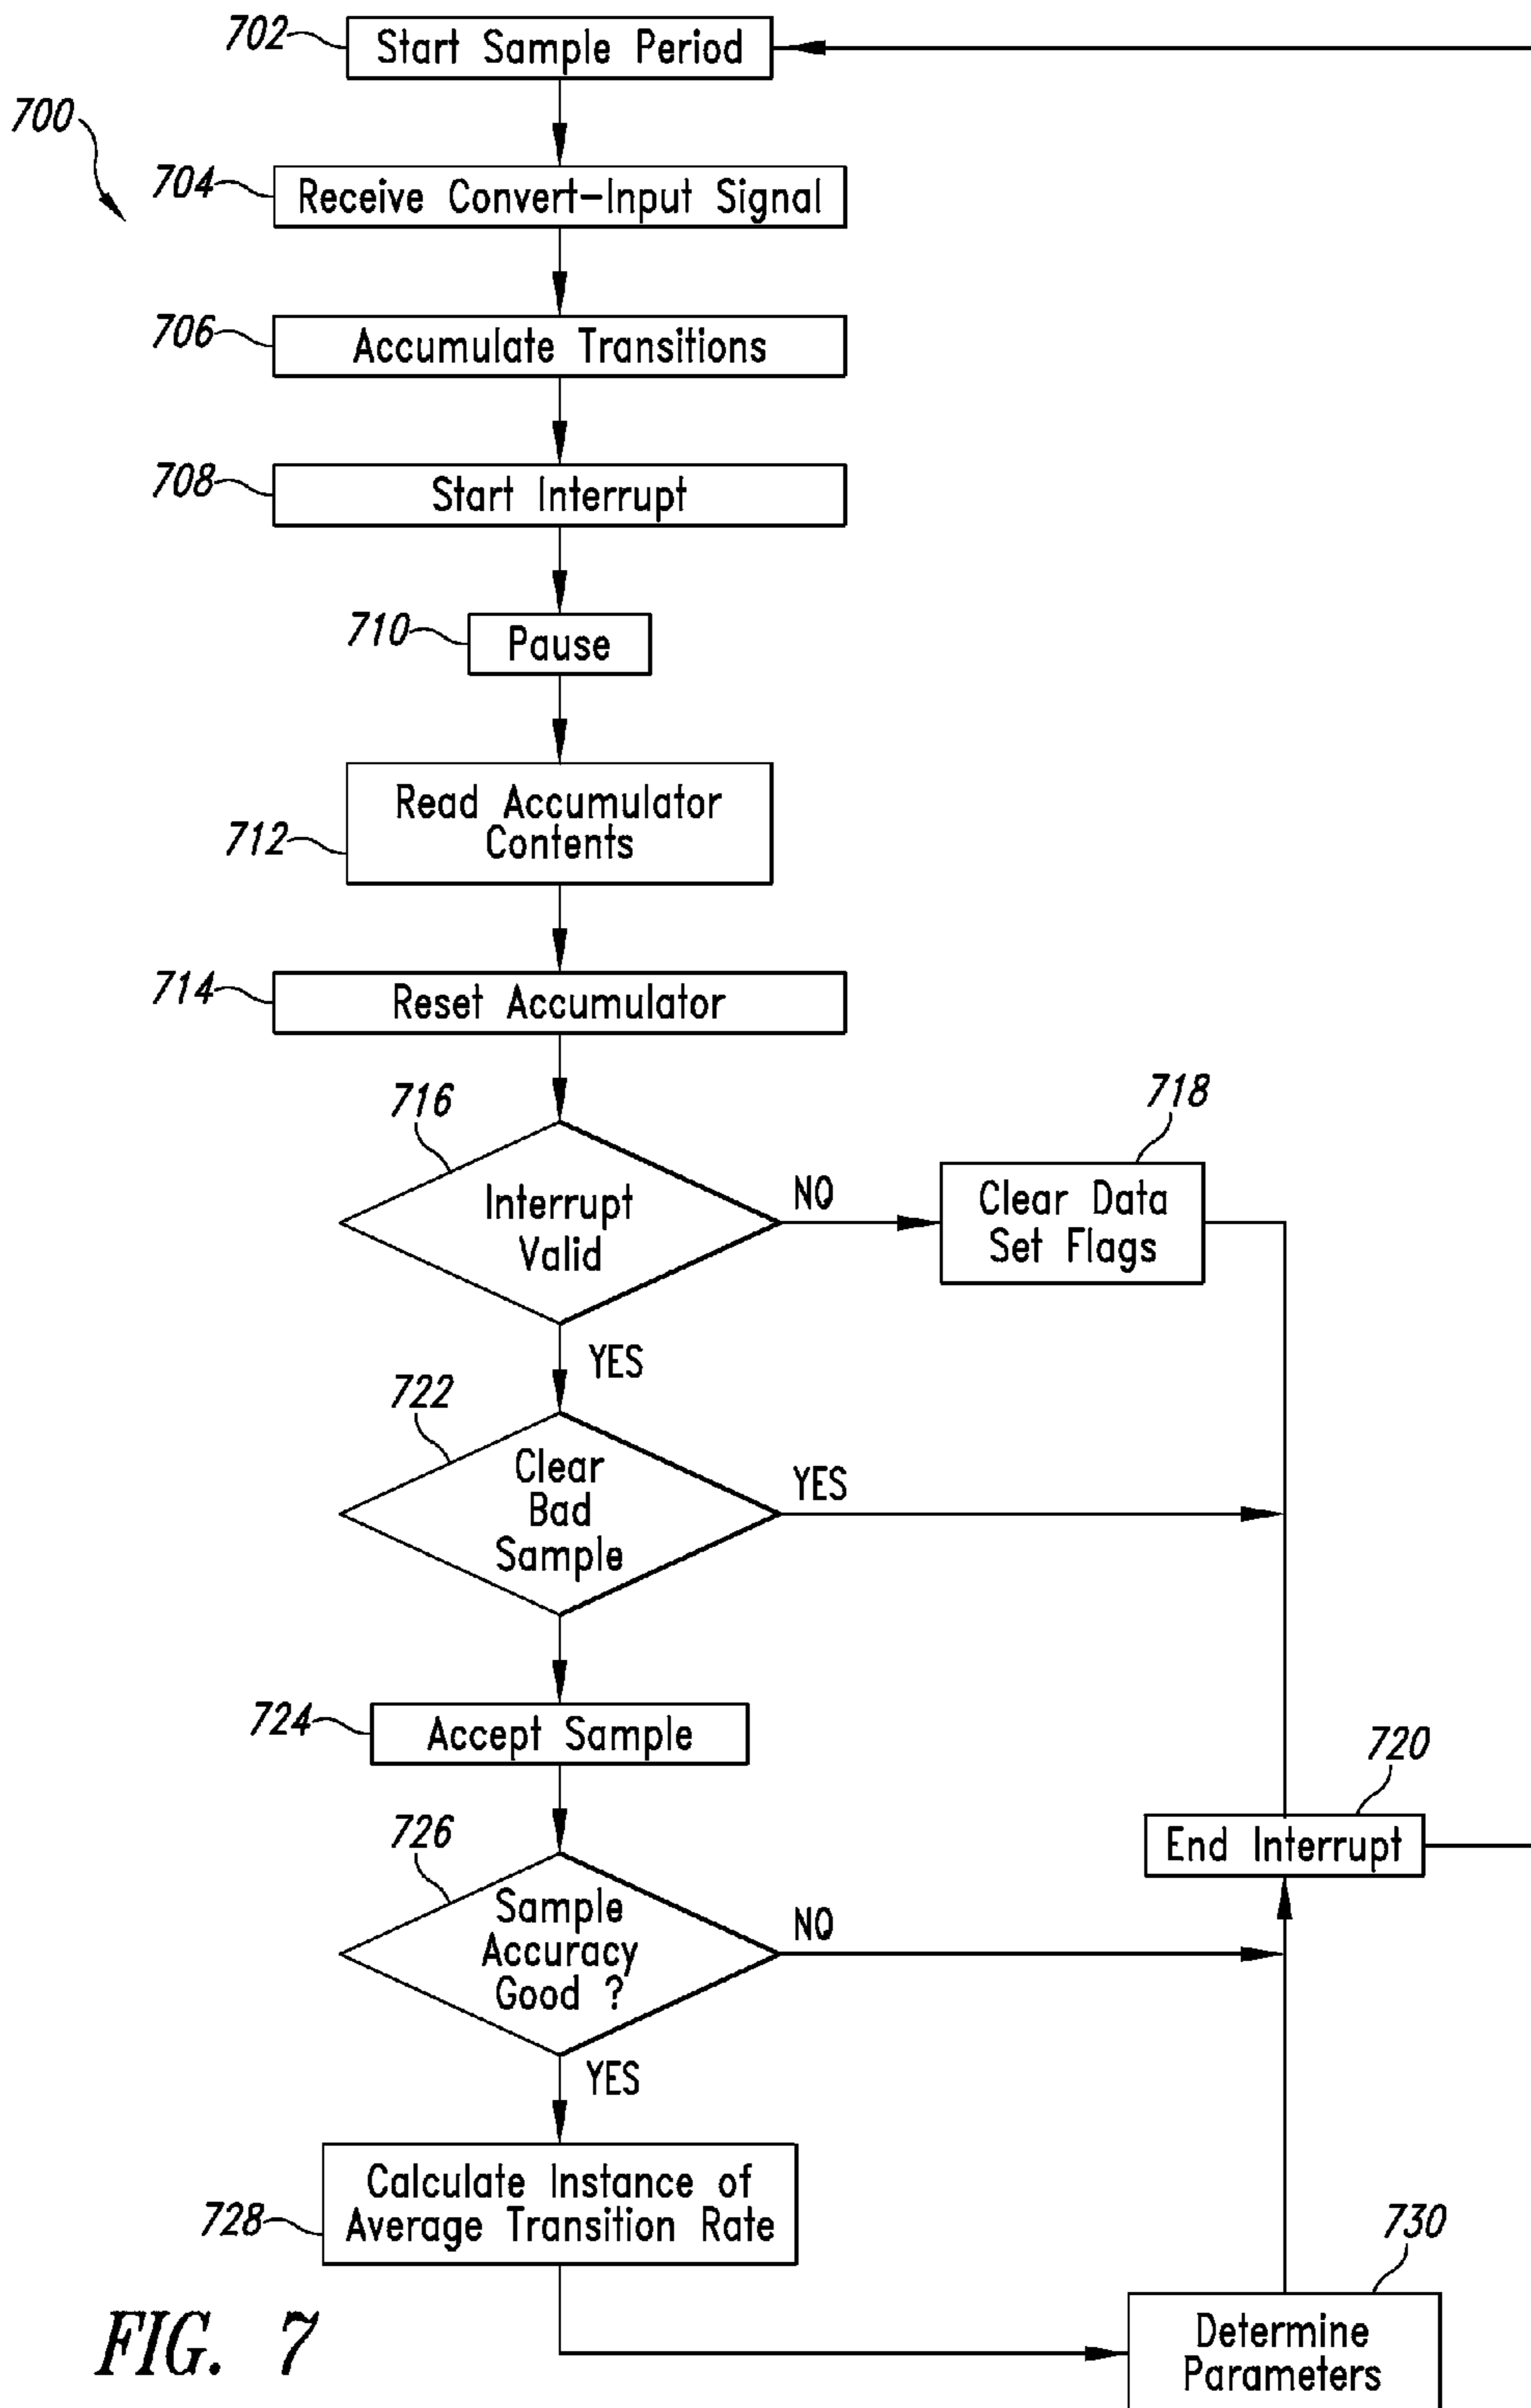 702
Start Sample Period
700
704
Receive Convert-Input Signal
706
Accumulate Transitions
708
Start Interrupt
710
Pause
712
Read Accumulator
Contents
714
Reset Accumulator
716
Interrupt
Valid
NO
718
Clear Data
Set Flags
YES
722
Clear
Bad
Sample
YES
724
Accept Sample
720
End Interrupt
726
Sample
Accuracy
Good ?
NO
YES
728
Calculate Instance of
Average Transition Rate
730
Determine
Parameters
FIG. 7